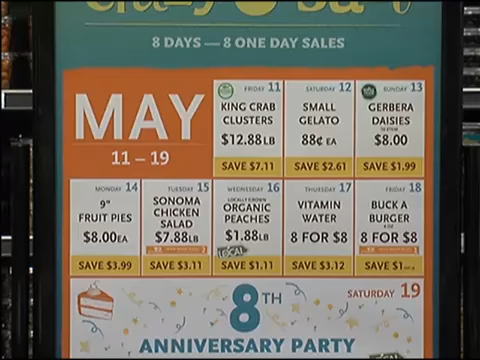 8 DAYS — 8 ONE DAY SALES
MAY
11 – 19
FRIDAY 11
KING CRAB
CLUSTERS
$12.88LB
SAVE $7.11
SATURDAY 12
SMALL
GELATO
88¢ EA
SAVE $2.61
SUNDAY 13
GERBERA
DAISIES
$8.00
SAVE $1.99
MONDAY 14
9"
FRUIT PIES
$8.00EA
SAVE $3.99
TUESDAY 15
SONOMA
CHICKEN
SALAD
$7.88LB
SAVE $3.11
WEDNESDAY 16
LOCALLY GROWN
ORGANIC
PEACHES
$1.88LB
LOCAL
SAVE $1.11
THURSDAY 17
VITAMIN
WATER
8 FOR $8
SAVE $3.12
FRIDAY 18
BUCK A
BURGER
8 FOR $8
SAVE $1
SATURDAY 19
8TH
ANNIVERSARY PARTY